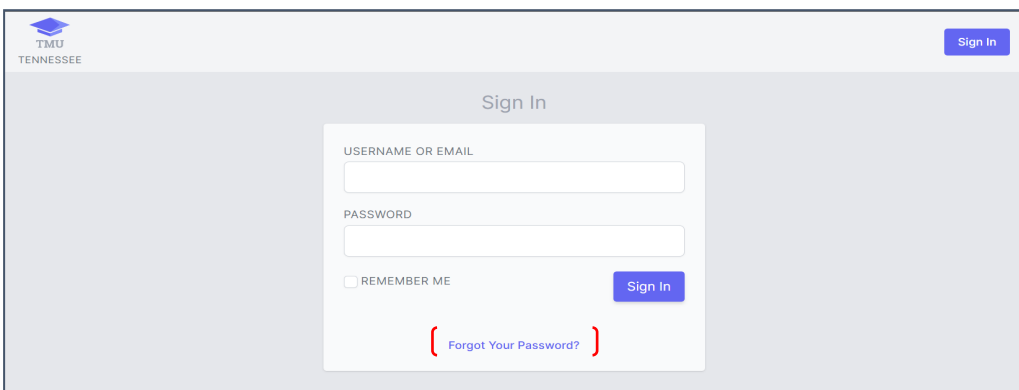 TMU
TENNESSEE
Sign In
Sign In
USERNAME OR EMAIL
PASSWORD
REMEMBER ME
Sign In
Forgot Your Password?